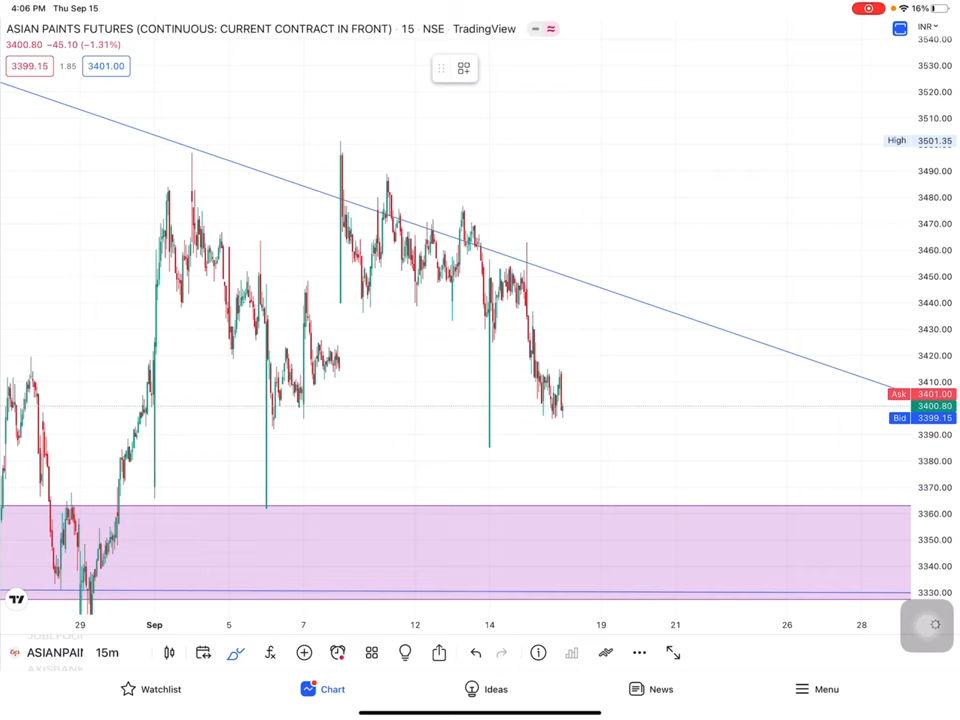 4:06 PM Thu Sep 15
16%
ASIAN PAINTS FUTURES (CONTINUOUS: CURRENT CONTRACT IN FRONT) · 15 · NSE · TradingView
INR
3400.80 −45.10 (−1.31%)
3399.15 1.85 3401.00
3540.00
3530.00
3520.00
3510.00
High 3501.35
3490.00
3480.00
3470.00
3460.00
3450.00
3440.00
3430.00
3420.00
3410.00
Ask 3401.00
3400.80
Bid 3399.15
3390.00
3380.00
3370.00
3360.00
3350.00
3340.00
3330.00
29 Sep 5 7 12 14 19 21 26 28
ASIANPAIN 15m
Watchlist Chart Ideas News Menu